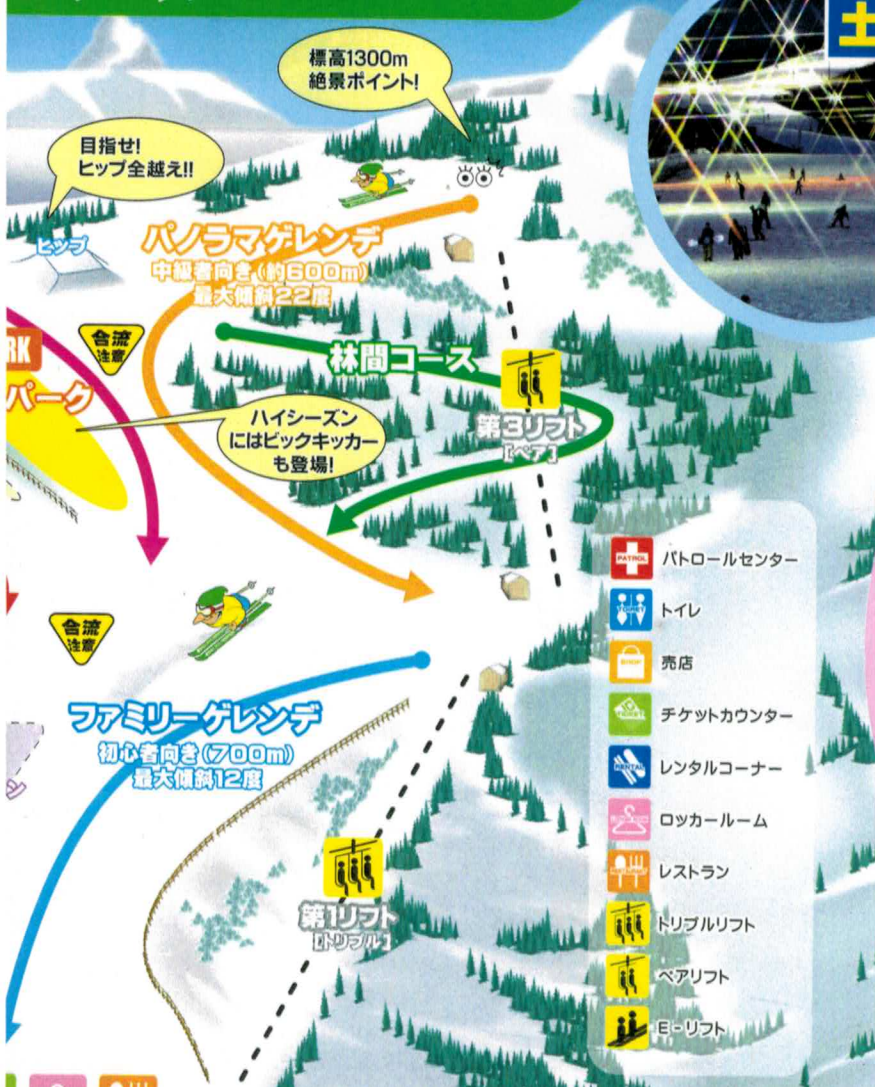 土
標高1300m
絶景ポイント!
目指せ!
ヒップ全越え!!
ヒップ
パノラマゲレンデ
中級者向き(約600m)
最大傾斜22度
合流
注意
RK
パーク
林間コース
第3リフト
[ペア]
ハイシーズン
にはビックキッカー
も登場!
合流
注意
ファミリーゲレンデ
初心者向き(700m)
最大傾斜12度
第1リフト
[トリプル]
PATROL
パトロールセンター
TOIRET
トイレ
SHOP
売店
TICKET
チケットカウンター
RENTAL
レンタルコーナー
ロッカールーム
レストラン
トリプルリフト
ペアリフト
E-リフト